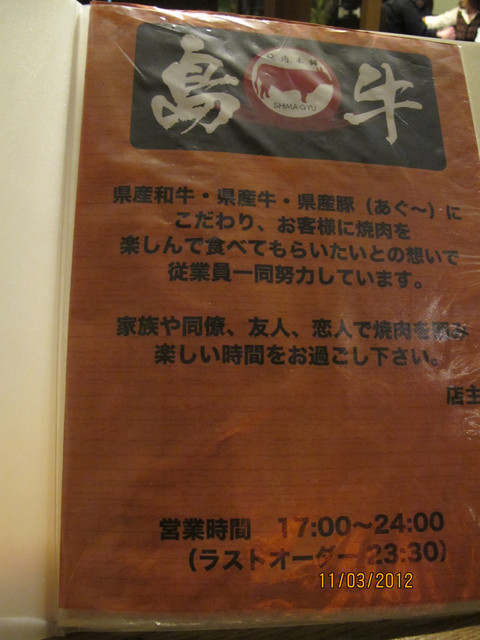 島牛
肉本舗
SHIMA-GYU
県産和牛・県産牛・県産豚（あぐ〜）に
こだわり、お客様に焼肉を
楽しんで食べてもらいたいとの想いで
従業員一同努力しています。
家族や同僚、友人、恋人で焼肉を囲み
楽しい時間をお過ごし下さい。
店主
営業時間　17:00〜24:00
（ラストオーダー 23:30）
11/03/2012